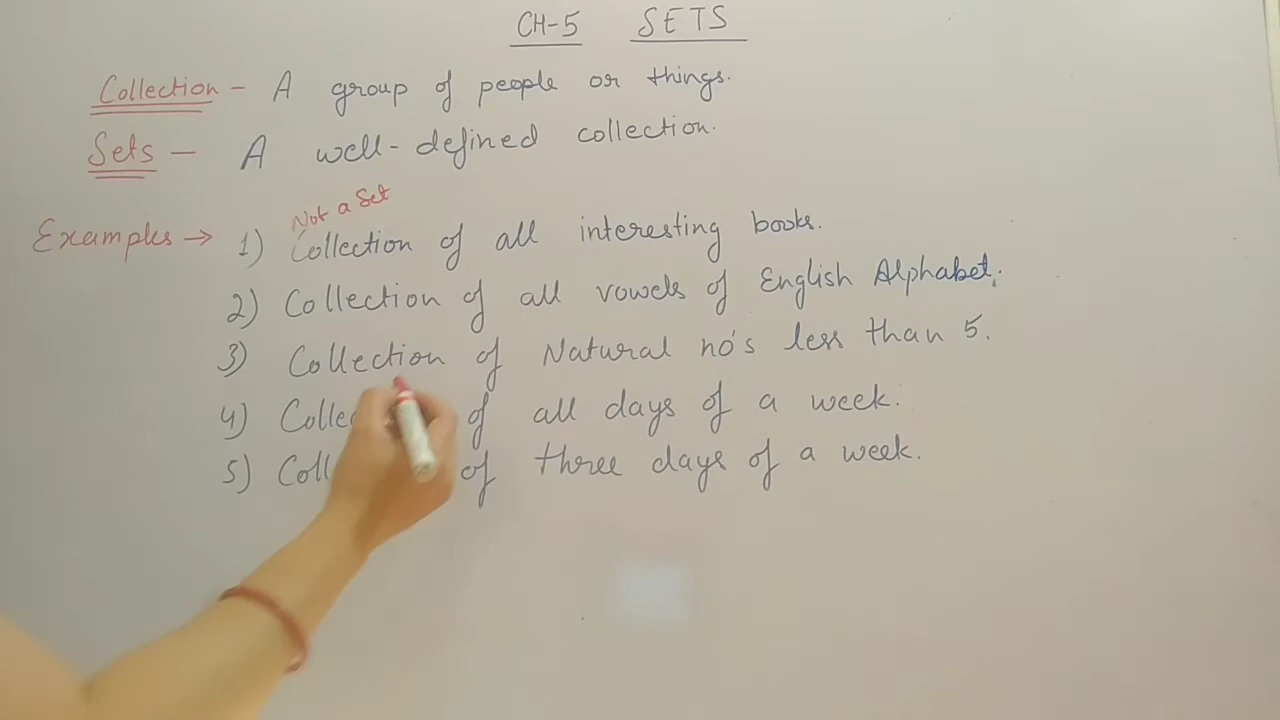 CH-5 SETS
Collection - A group of people or things.
Sets - A well-defined collection.
Not a Set
Examples → 1) Collection of all interesting books.
2) Collection of all vowels of English Alphabet.
3) Collection of Natural no's less than 5.
4) Colle of all days of a week.
5) Coll of three days of a week.